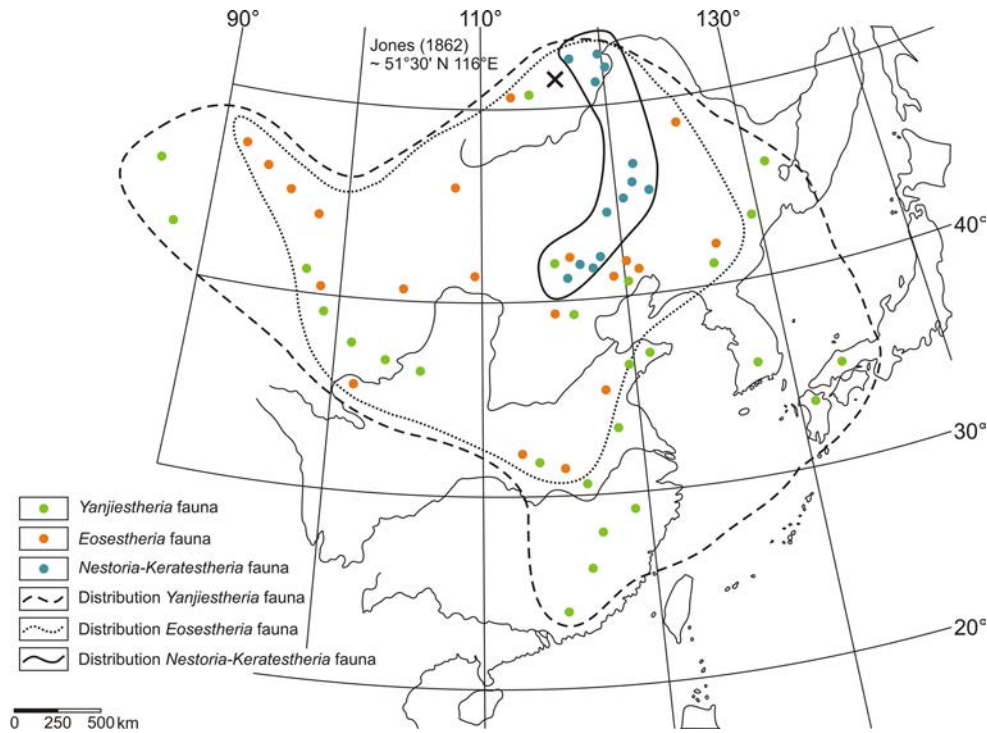 90°
110°
130°
Jones (1862)
~ 51°30' N 116°E
40°
30°
20°
Yanjiestheria fauna
Eosestheria fauna
Nestoria-Keratestheria fauna
Distribution Yanjiestheria fauna
Distribution Eosestheria fauna
Distribution Nestoria-Keratestheria fauna
0 250 500 km